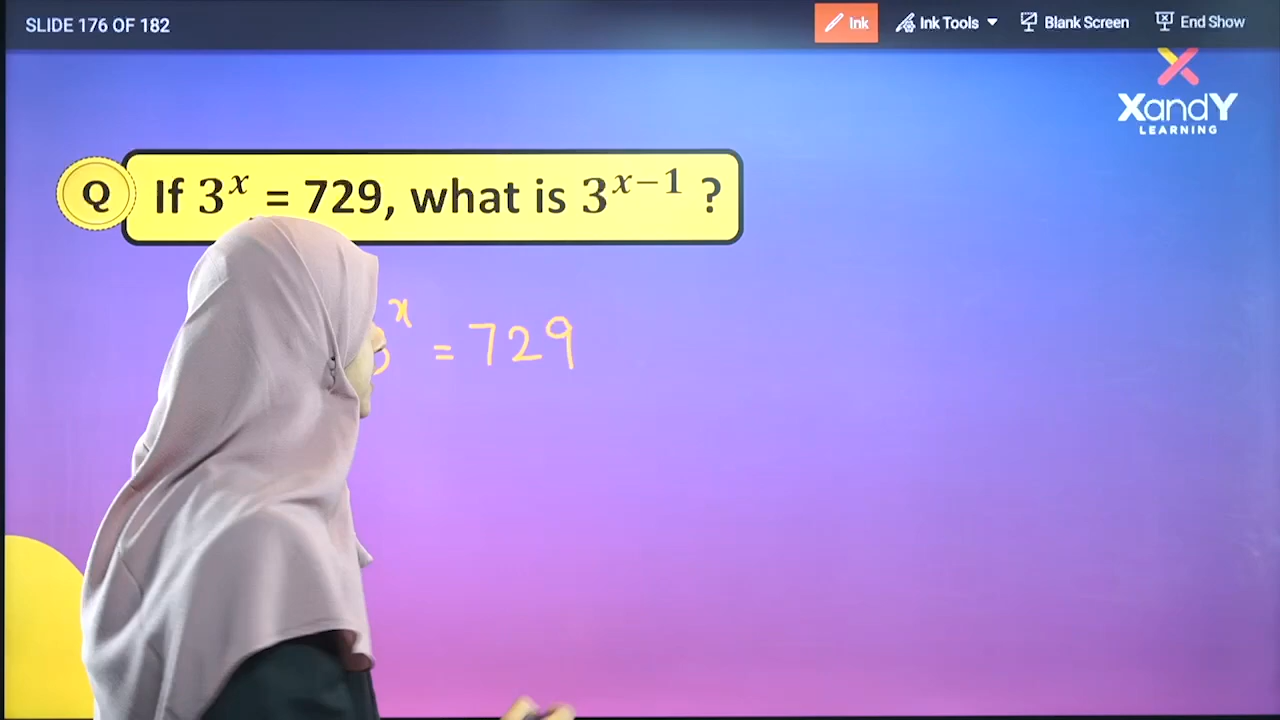 SLIDE 176 OF 182
Ink
Ink Tools
Blank Screen
End Show
XandY
LEARNING
Q
If 3^x = 729, what is 3^{x-1} ?
3^x = 729